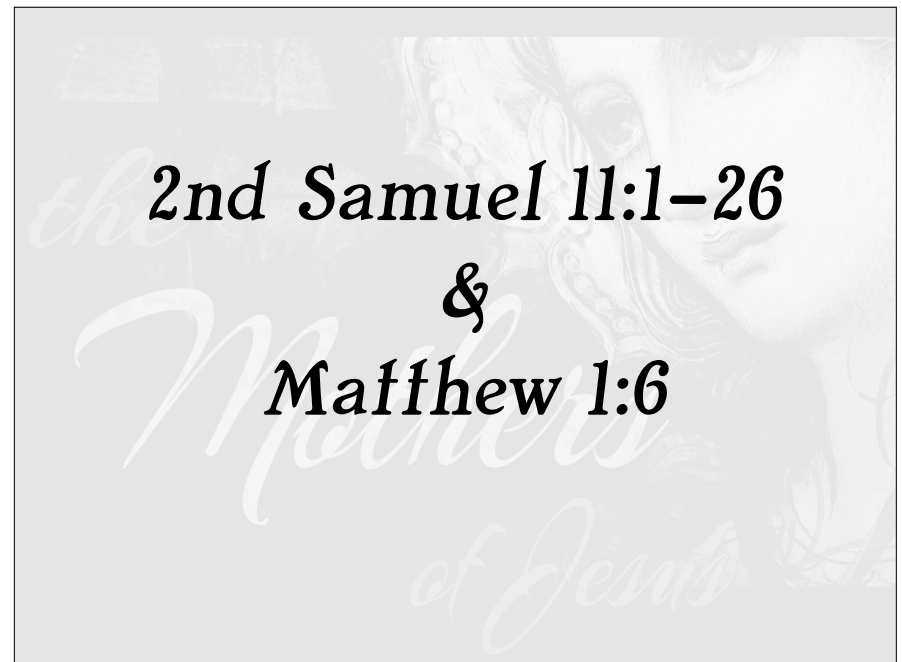 2nd Samuel 11:1–26
&
Matthew 1:6
the
Mothers
of Jesus